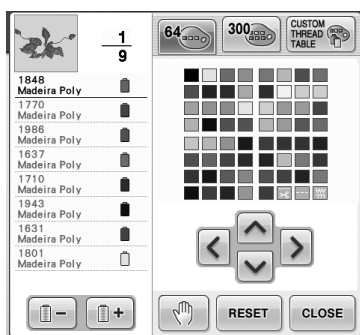 1
9
1848
Madeira Poly
1770
Madeira Poly
1986
Madeira Poly
1637
Madeira Poly
1710
Madeira Poly
1943
Madeira Poly
1631
Madeira Poly
1801
Madeira Poly
−
+
64
300
CUSTOM
THREAD
TABLE
RESET
CLOSE